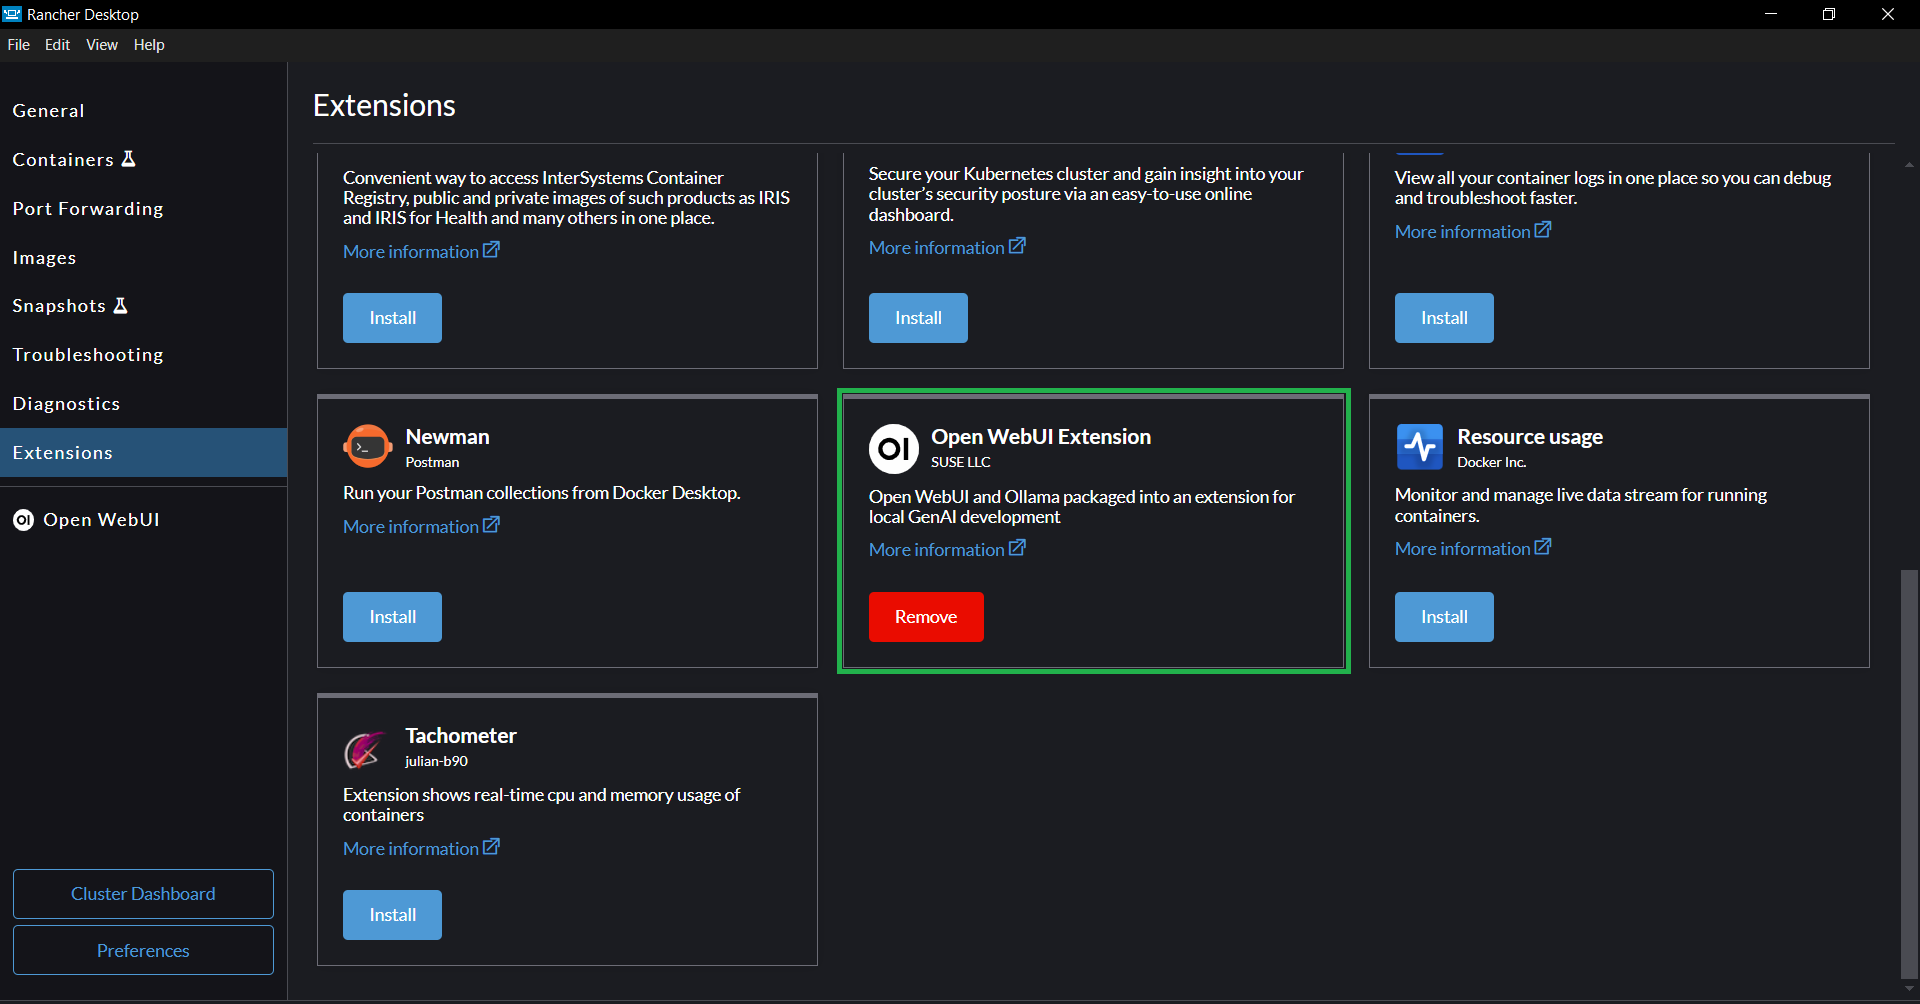 Rancher Desktop
File Edit View Help
General
Containers
Port Forwarding
Images
Snapshots
Troubleshooting
Diagnostics
Extensions
Open WebUI
Cluster Dashboard
Preferences
Extensions
Convenient way to access InterSystems Container
Registry, public and private images of such products as IRIS
and IRIS for Health and many others in one place.
More information
Install
Secure your Kubernetes cluster and gain insight into your
cluster's security posture via an easy-to-use online
dashboard.
More information
Install
View all your container logs in one place so you can debug
and troubleshoot faster.
More information
Install
Newman
Postman
Run your Postman collections from Docker Desktop.
More information
Install
OI
Open WebUI Extension
SUSE LLC
Open WebUI and Ollama packaged into an extension for
local GenAI development
More information
Remove
Resource usage
Docker Inc.
Monitor and manage live data stream for running
containers.
More information
Install
Tachometer
julian-b90
Extension shows real-time cpu and memory usage of
containers
More information
Install